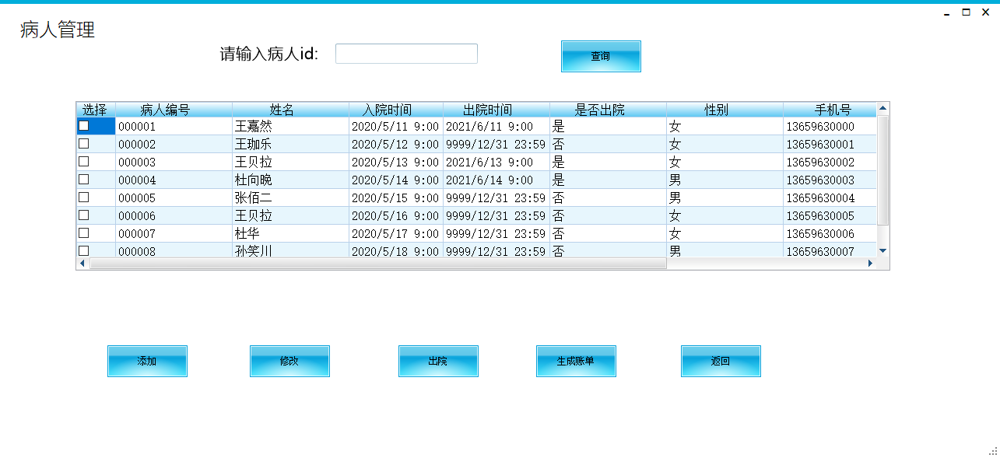 病人管理
请输入病人id: 查询
选择 病人编号 姓名 入院时间 出院时间 是否出院 性别 手机号
000001 王嘉然 2020/5/11 9:00 2021/6/11 9:00 是 女 13659630000
000002 王珈乐 2020/5/12 9:00 9999/12/31 23:59 否 女 13659630001
000003 王贝拉 2020/5/13 9:00 2021/6/13 9:00 是 女 13659630002
000004 杜向晚 2020/5/14 9:00 2021/6/14 9:00 是 男 13659630003
000005 张佰二 2020/5/15 9:00 9999/12/31 23:59 否 男 13659630004
000006 王贝拉 2020/5/16 9:00 9999/12/31 23:59 否 女 13659630005
000007 杜华 2020/5/17 9:00 9999/12/31 23:59 否 女 13659630006
000008 孙笑川 2020/5/18 9:00 9999/12/31 23:59 否 男 13659630007
添加 修改 出院 生成账单 返回